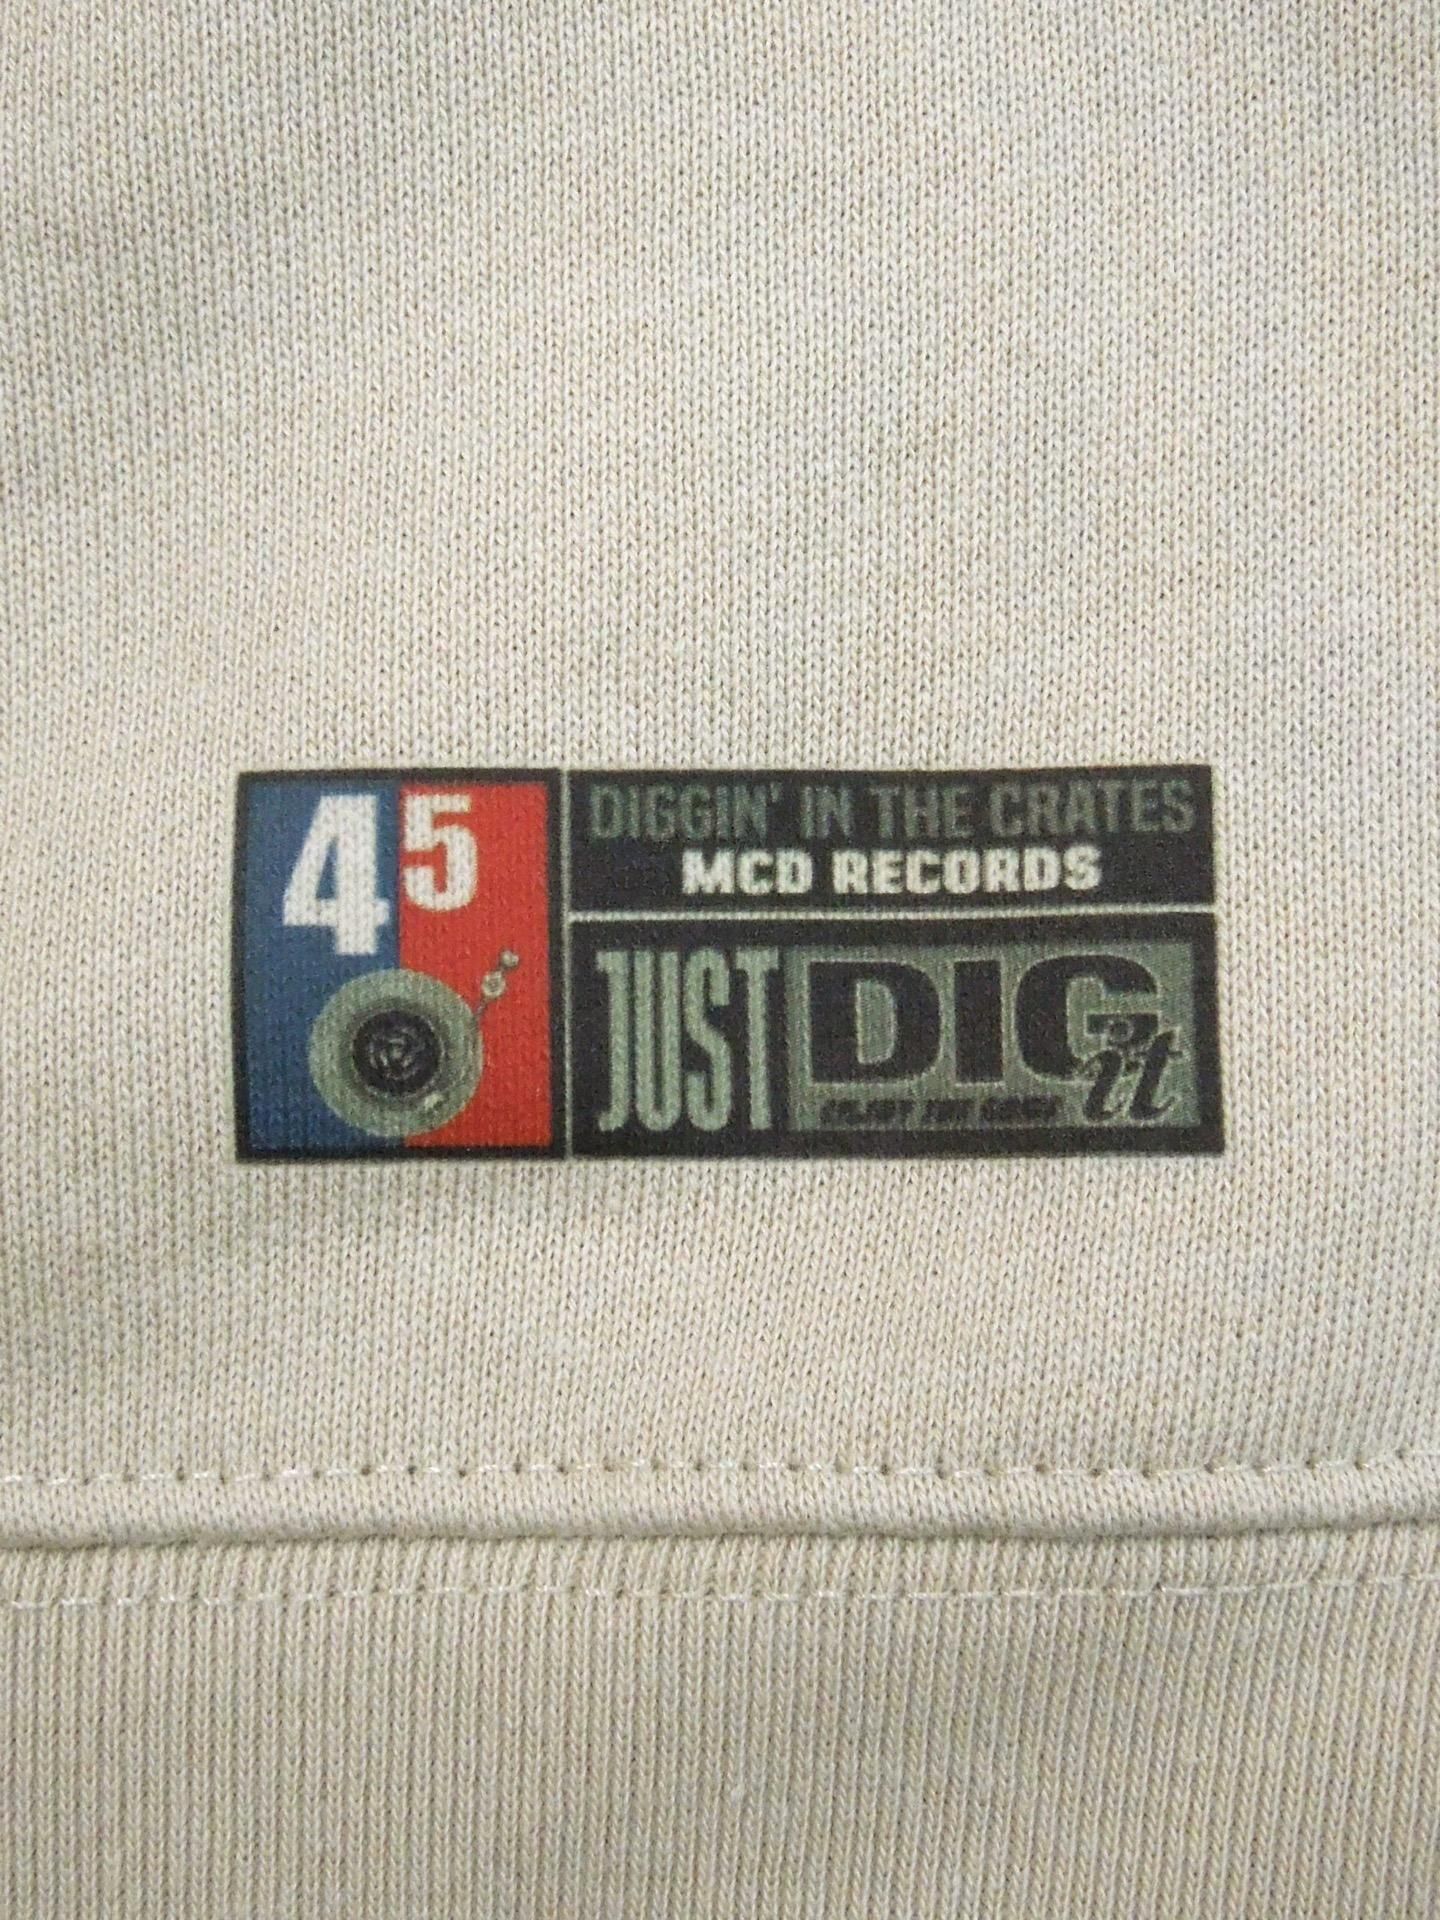 45
DIGGIN' IN THE CRATES
MCD RECORDS
JUST DIG it